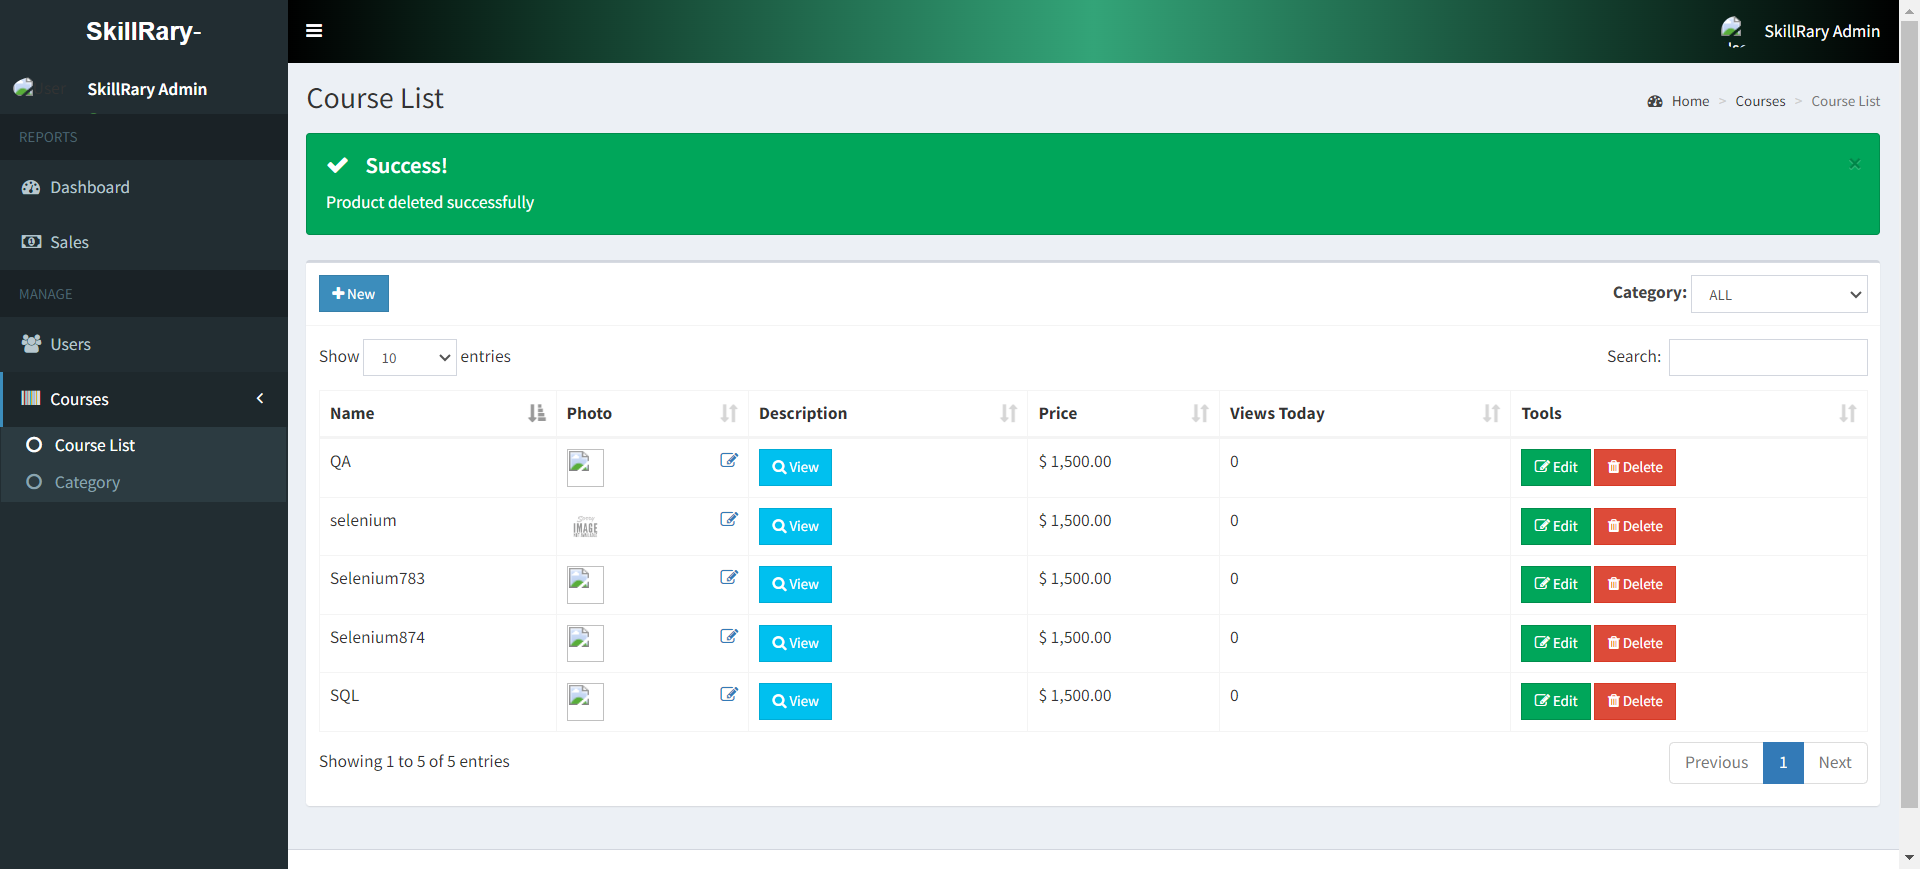 SkillRary-
SkillRary Admin
SkillRary Admin
REPORTS
Dashboard
Sales
MANAGE
Users
Courses
Course List
Category
Course List
Home > Courses > Course List
Success!
×
Product deleted successfully
New
Category: ALL
Show 10 entries
Search:
Name Photo Description Price Views Today Tools
QA View $ 1,500.00 0 Edit Delete
selenium IMAGE View $ 1,500.00 0 Edit Delete
Selenium783 View $ 1,500.00 0 Edit Delete
Selenium874 View $ 1,500.00 0 Edit Delete
SQL View $ 1,500.00 0 Edit Delete
Showing 1 to 5 of 5 entries
Previous 1 Next